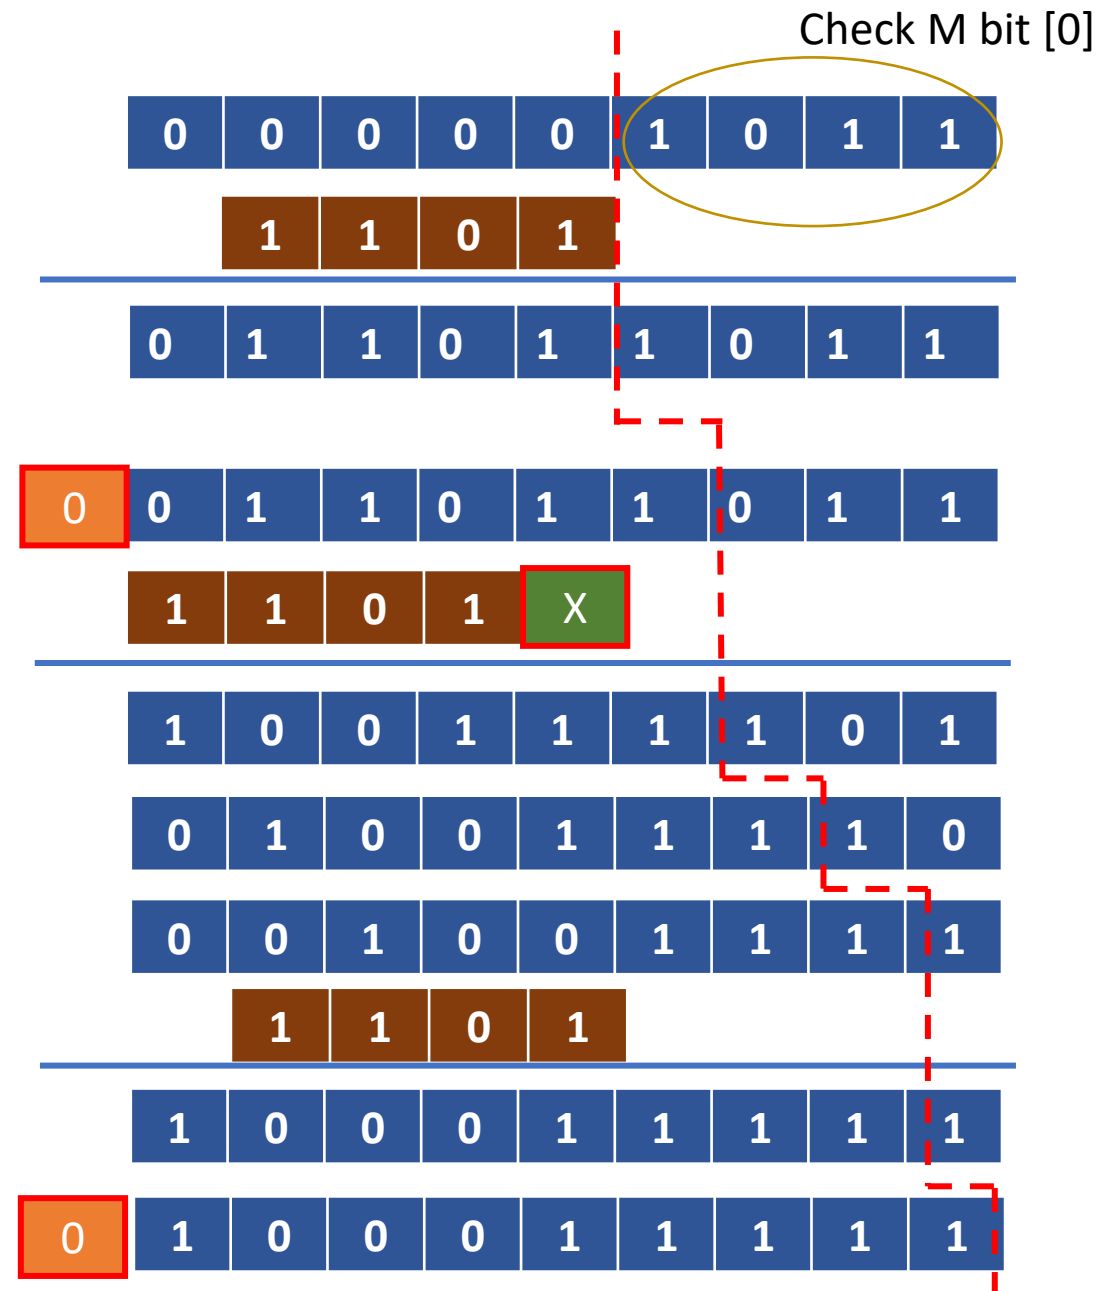 Check M bit [0]
0 0 0 0 0 1 0 1 1
1 1 0 1
0 1 1 0 1 1 0 1 1
0 0 1 1 0 1 1 0 1 1
1 1 0 1 X
1 0 0 1 1 1 1 0 1
0 1 0 0 1 1 1 1 0
0 0 1 0 0 1 1 1 1
1 1 0 1
1 0 0 0 1 1 1 1 1
0 1 0 0 0 1 1 1 1 1